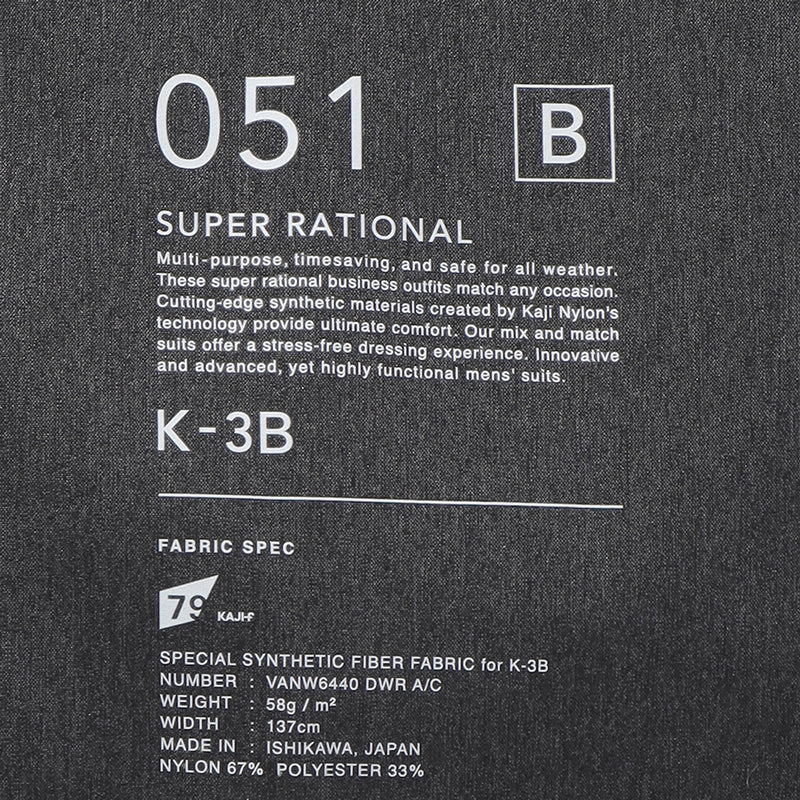 051
B
SUPER RATIONAL
Multi-purpose, timesaving, and safe for all weather.
These super rational business outfits match any occasion.
Cutting-edge synthetic materials created by Kaji Nylon's
technology provide ultimate comfort. Our mix and match
suits offer a stress-free dressing experience. Innovative
and advanced, yet highly functional mens' suits.
K-3B
FABRIC SPEC
79 KAJI-F
SPECIAL SYNTHETIC FIBER FABRIC for K-3B
NUMBER : VANW6440 DWR A/C
WEIGHT : 58g / m²
WIDTH : 137cm
MADE IN : ISHIKAWA, JAPAN
NYLON 67% POLYESTER 33%